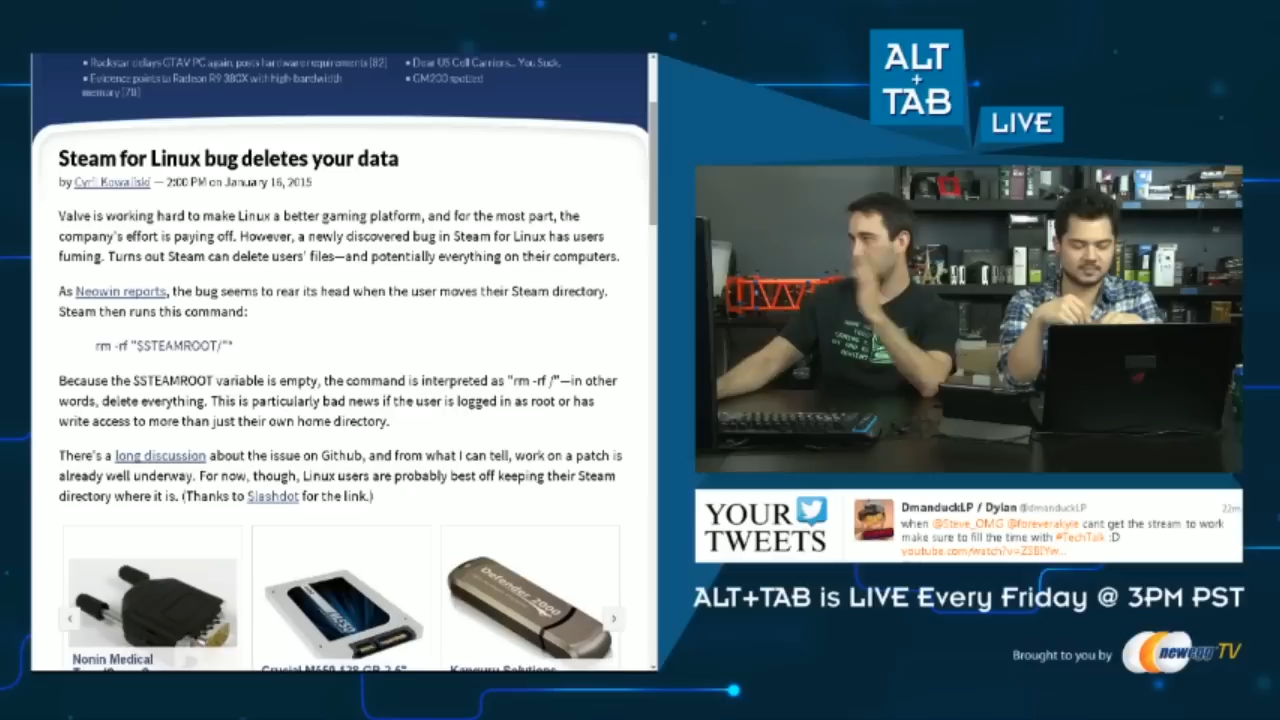 • Rockstar delays GTAV PC again, posts hardware requirements [82]
• Evidence points to Radeon R9 380X with high-bandwidth
memory [70]
• Dear US Cell Carriers... You Suck.
• GM200 spotted
Steam for Linux bug deletes your data
by Cyril Kowaliski — 2:00 PM on January 16, 2015
Valve is working hard to make Linux a better gaming platform, and for the most part, the
company's effort is paying off. However, a newly discovered bug in Steam for Linux has users
fuming. Turns out Steam can delete users' files—and potentially everything on their computers.
As Neowin reports, the bug seems to rear its head when the user moves their Steam directory.
Steam then runs this command:
rm -rf "$STEAMROOT/"*
Because the $STEAMROOT variable is empty, the command is interpreted as "rm -rf /"—in other
words, delete everything. This is particularly bad news if the user is logged in as root or has
write access to more than just their own home directory.
There's a long discussion about the issue on Github, and from what I can tell, work on a patch is
already well underway. For now, though, Linux users are probably best off keeping their Steam
directory where it is. (Thanks to Slashdot for the link.)
Defender 2000
Nonin Medical
Crucial M550 128 GB 2.5"
Kanguru Solutions
ALT
+
TAB
LIVE
YOUR
TWEETS
DmanduckLP / Dylan @dmanduckLP 22m
when @Steve_OMG @foreverakyle cant get the stream to work
make sure to fill the time with #TechTalk :D
ALT+TAB is LIVE Every Friday @ 3PM PST
Brought to you by newegg TV